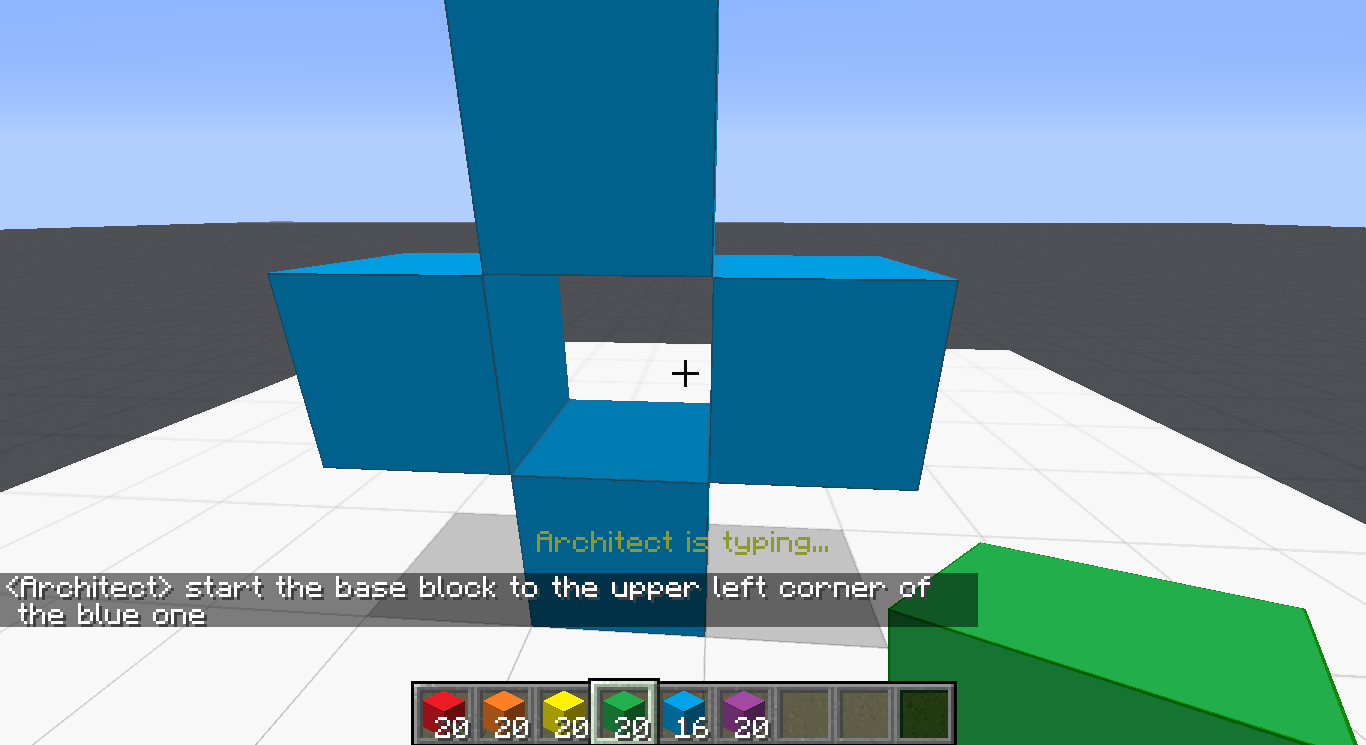 Architect is typing...
<Architect> start the base block to the upper left corner of
the blue one
20 20 20 20 16 20